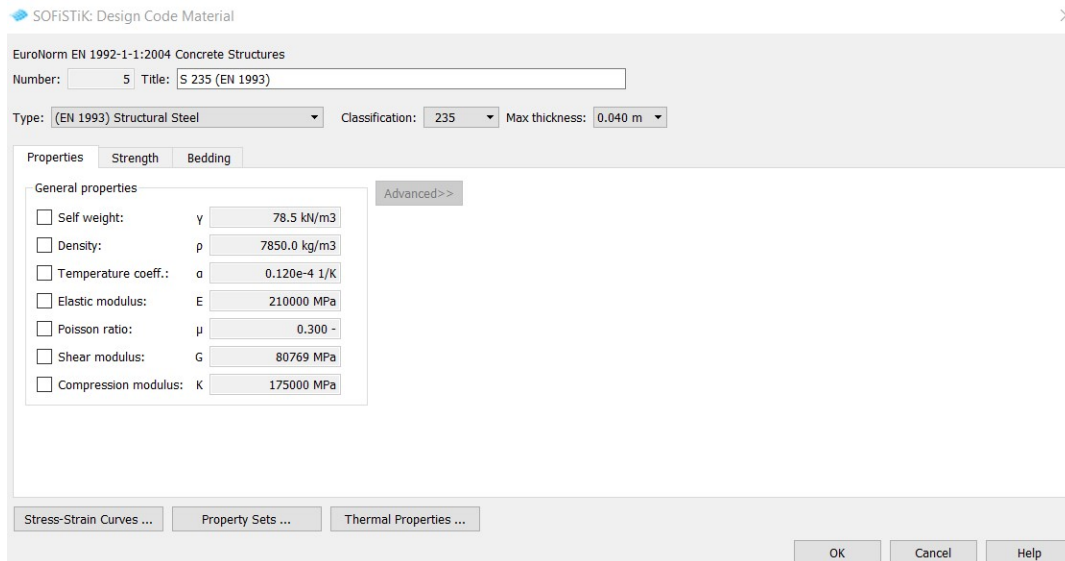 SOFiSTiK: Design Code Material
EuroNorm EN 1992-1-1:2004 Concrete Structures
Number: 5 Title: S 235 (EN 1993)
Type: (EN 1993) Structural Steel Classification: 235 Max thickness: 0.040 m
Properties Strength Bedding
General properties Advanced>>
Self weight: γ 78.5 kN/m3
Density: ρ 7850.0 kg/m3
Temperature coeff.: α 0.120e-4 1/K
Elastic modulus: E 210000 MPa
Poisson ratio: μ 0.300 -
Shear modulus: G 80769 MPa
Compression modulus: K 175000 MPa
Stress-Strain Curves ... Property Sets ... Thermal Properties ...
OK Cancel Help